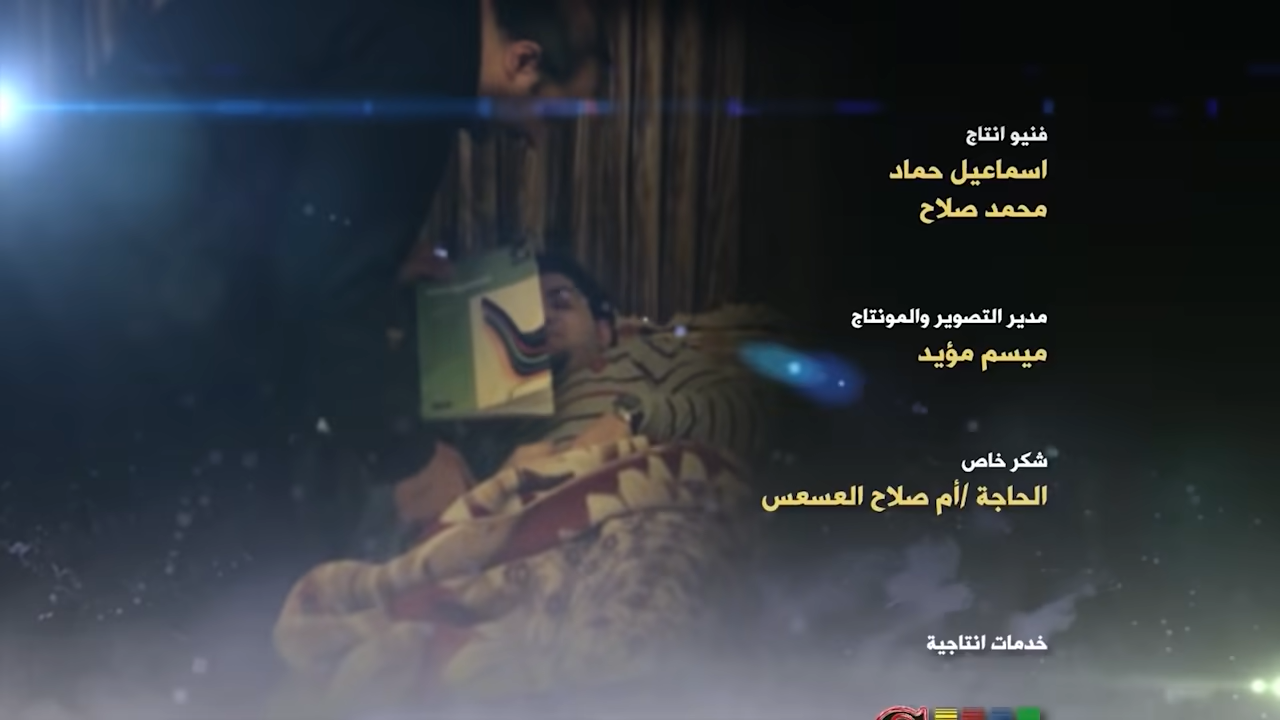 فنيو انتاج
اسماعيل حماد
محمد صلاح
مدير التصوير والمونتاج
ميسم مؤيد
شكر خاص
الحاجة /أم صلاح العسعس
خدمات انتاجية